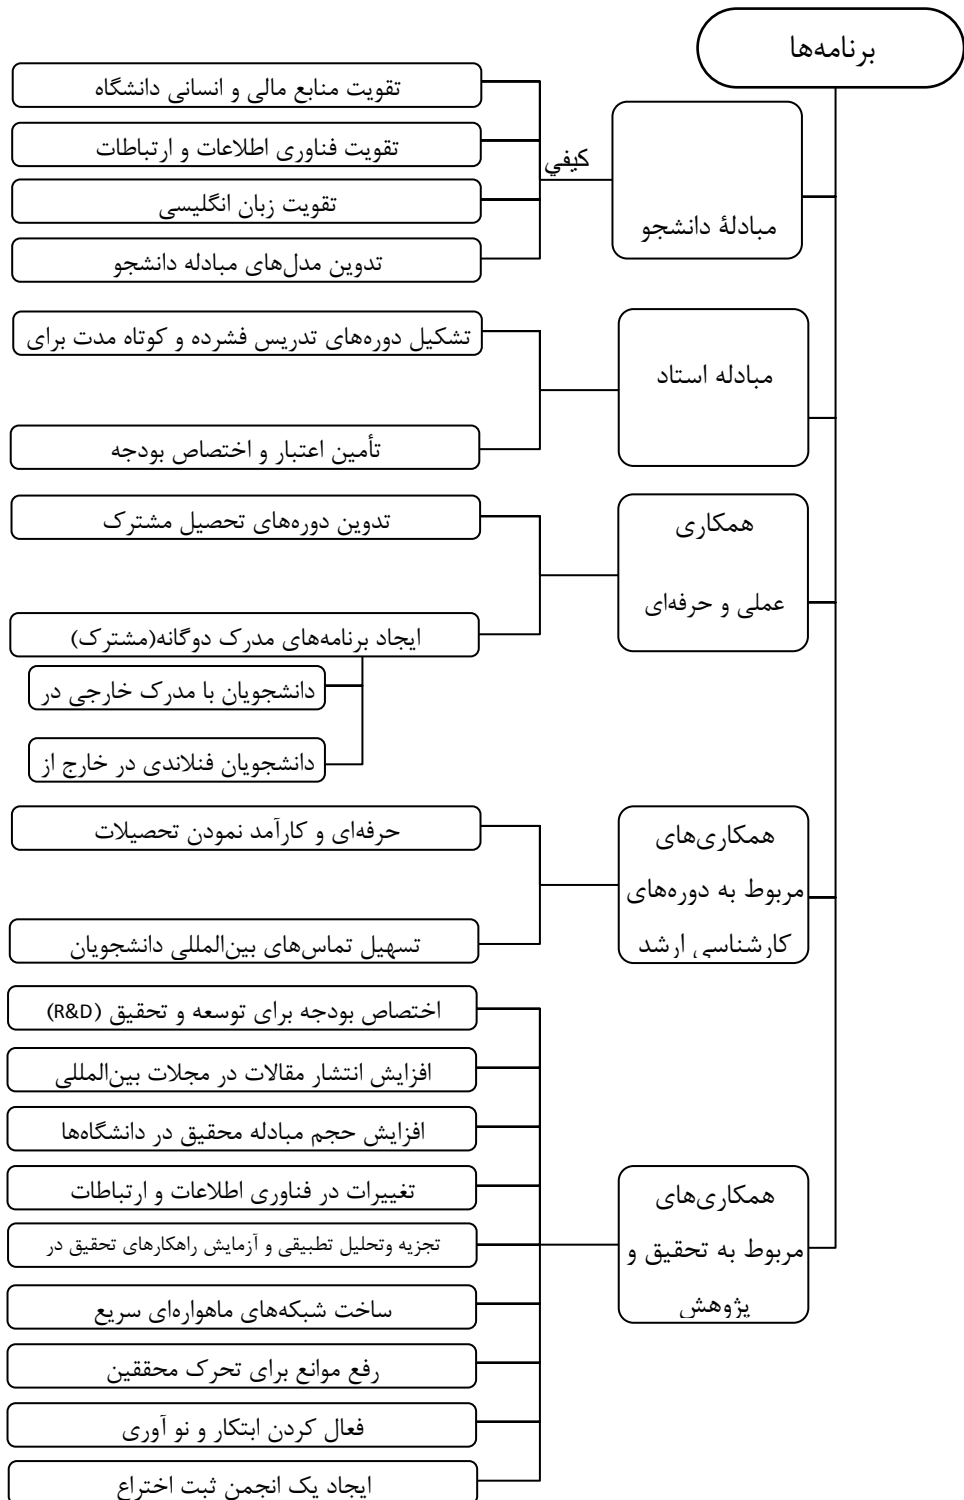 برنامه‌ها
مبادلۀ دانشجو
كيفي
تقویت منابع مالی و انسانی دانشگاه
تقویت فناوری اطلاعات و ارتباطات
تقویت زبان انگلیسی
تدوین مدل‌های مبادله دانشجو
مبادله استاد
تشکیل دوره‌های تدریس فشرده و کوتاه مدت برای
تأمین اعتبار و اختصاص بودجه
همکاری
عملی و حرفه‌ای
تدوین دوره‌های تحصیل مشترک
ایجاد برنامه‌های مدرک دوگانه(مشترک)
دانشجویان با مدرک خارجی در
دانشجویان فنلاندی در خارج از
همکاری‌های
مربوط به دوره‌های
کارشناسی ارشد
حرفه‌ای و کارآمد نمودن تحصیلات
تسهیل تماس‌های بین‌المللی دانشجویان
همکاری‌های
مربوط به تحقیق و
پژوهش
اختصاص بودجه برای توسعه و تحقیق (R&D)
افزایش انتشار مقالات در مجلات بین‌المللی
افزایش حجم مبادله محقیق در دانشگاه‌ها
تغییرات در فناوری اطلاعات و ارتباطات
تجزیه وتحلیل تطبیقی و آزمایش راهکارهای تحقیق در
ساخت شبکه‌های ماهواره‌ای سریع
رفع موانع برای تحرک محققین
فعال کردن ابتکار و نو آوری
ایجاد یک انجمن ثبت اختراع